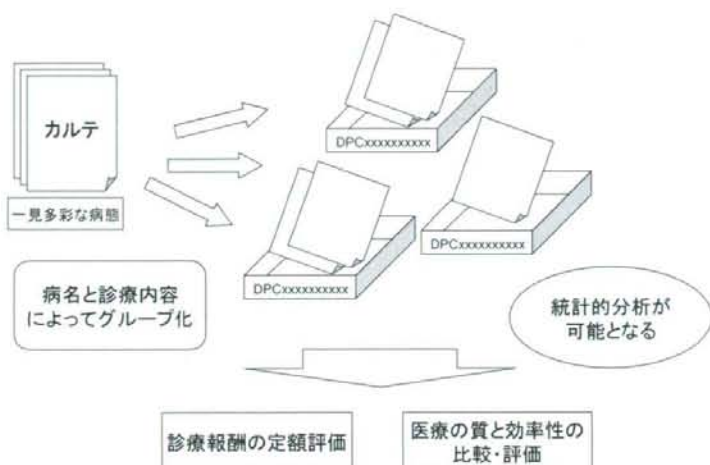 カルテ
一見多彩な病態
DPCxxxxxxxxxx
DPCxxxxxxxxxx
DPCxxxxxxxxxx
病名と診療内容
によってグループ化
統計的分析が
可能となる
診療報酬の定額評価
医療の質と効率性の
比較・評価